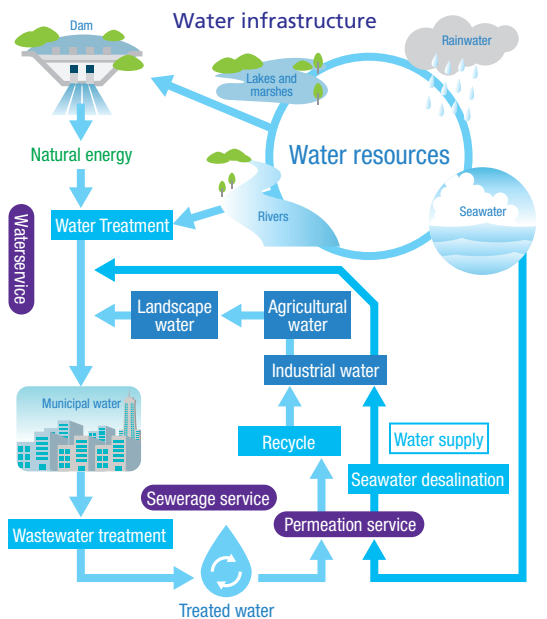 Water infrastructure
Dam
Rainwater
Lakes and
marshes
Natural energy
Water resources
Waterservice
Water Treatment
Rivers
Seawater
Landscape
water
Agricultural
water
Industrial water
Municipal water
Recycle
Water supply
Seawater desalination
Sewerage service
Permeation service
Wastewater treatment
Treated water